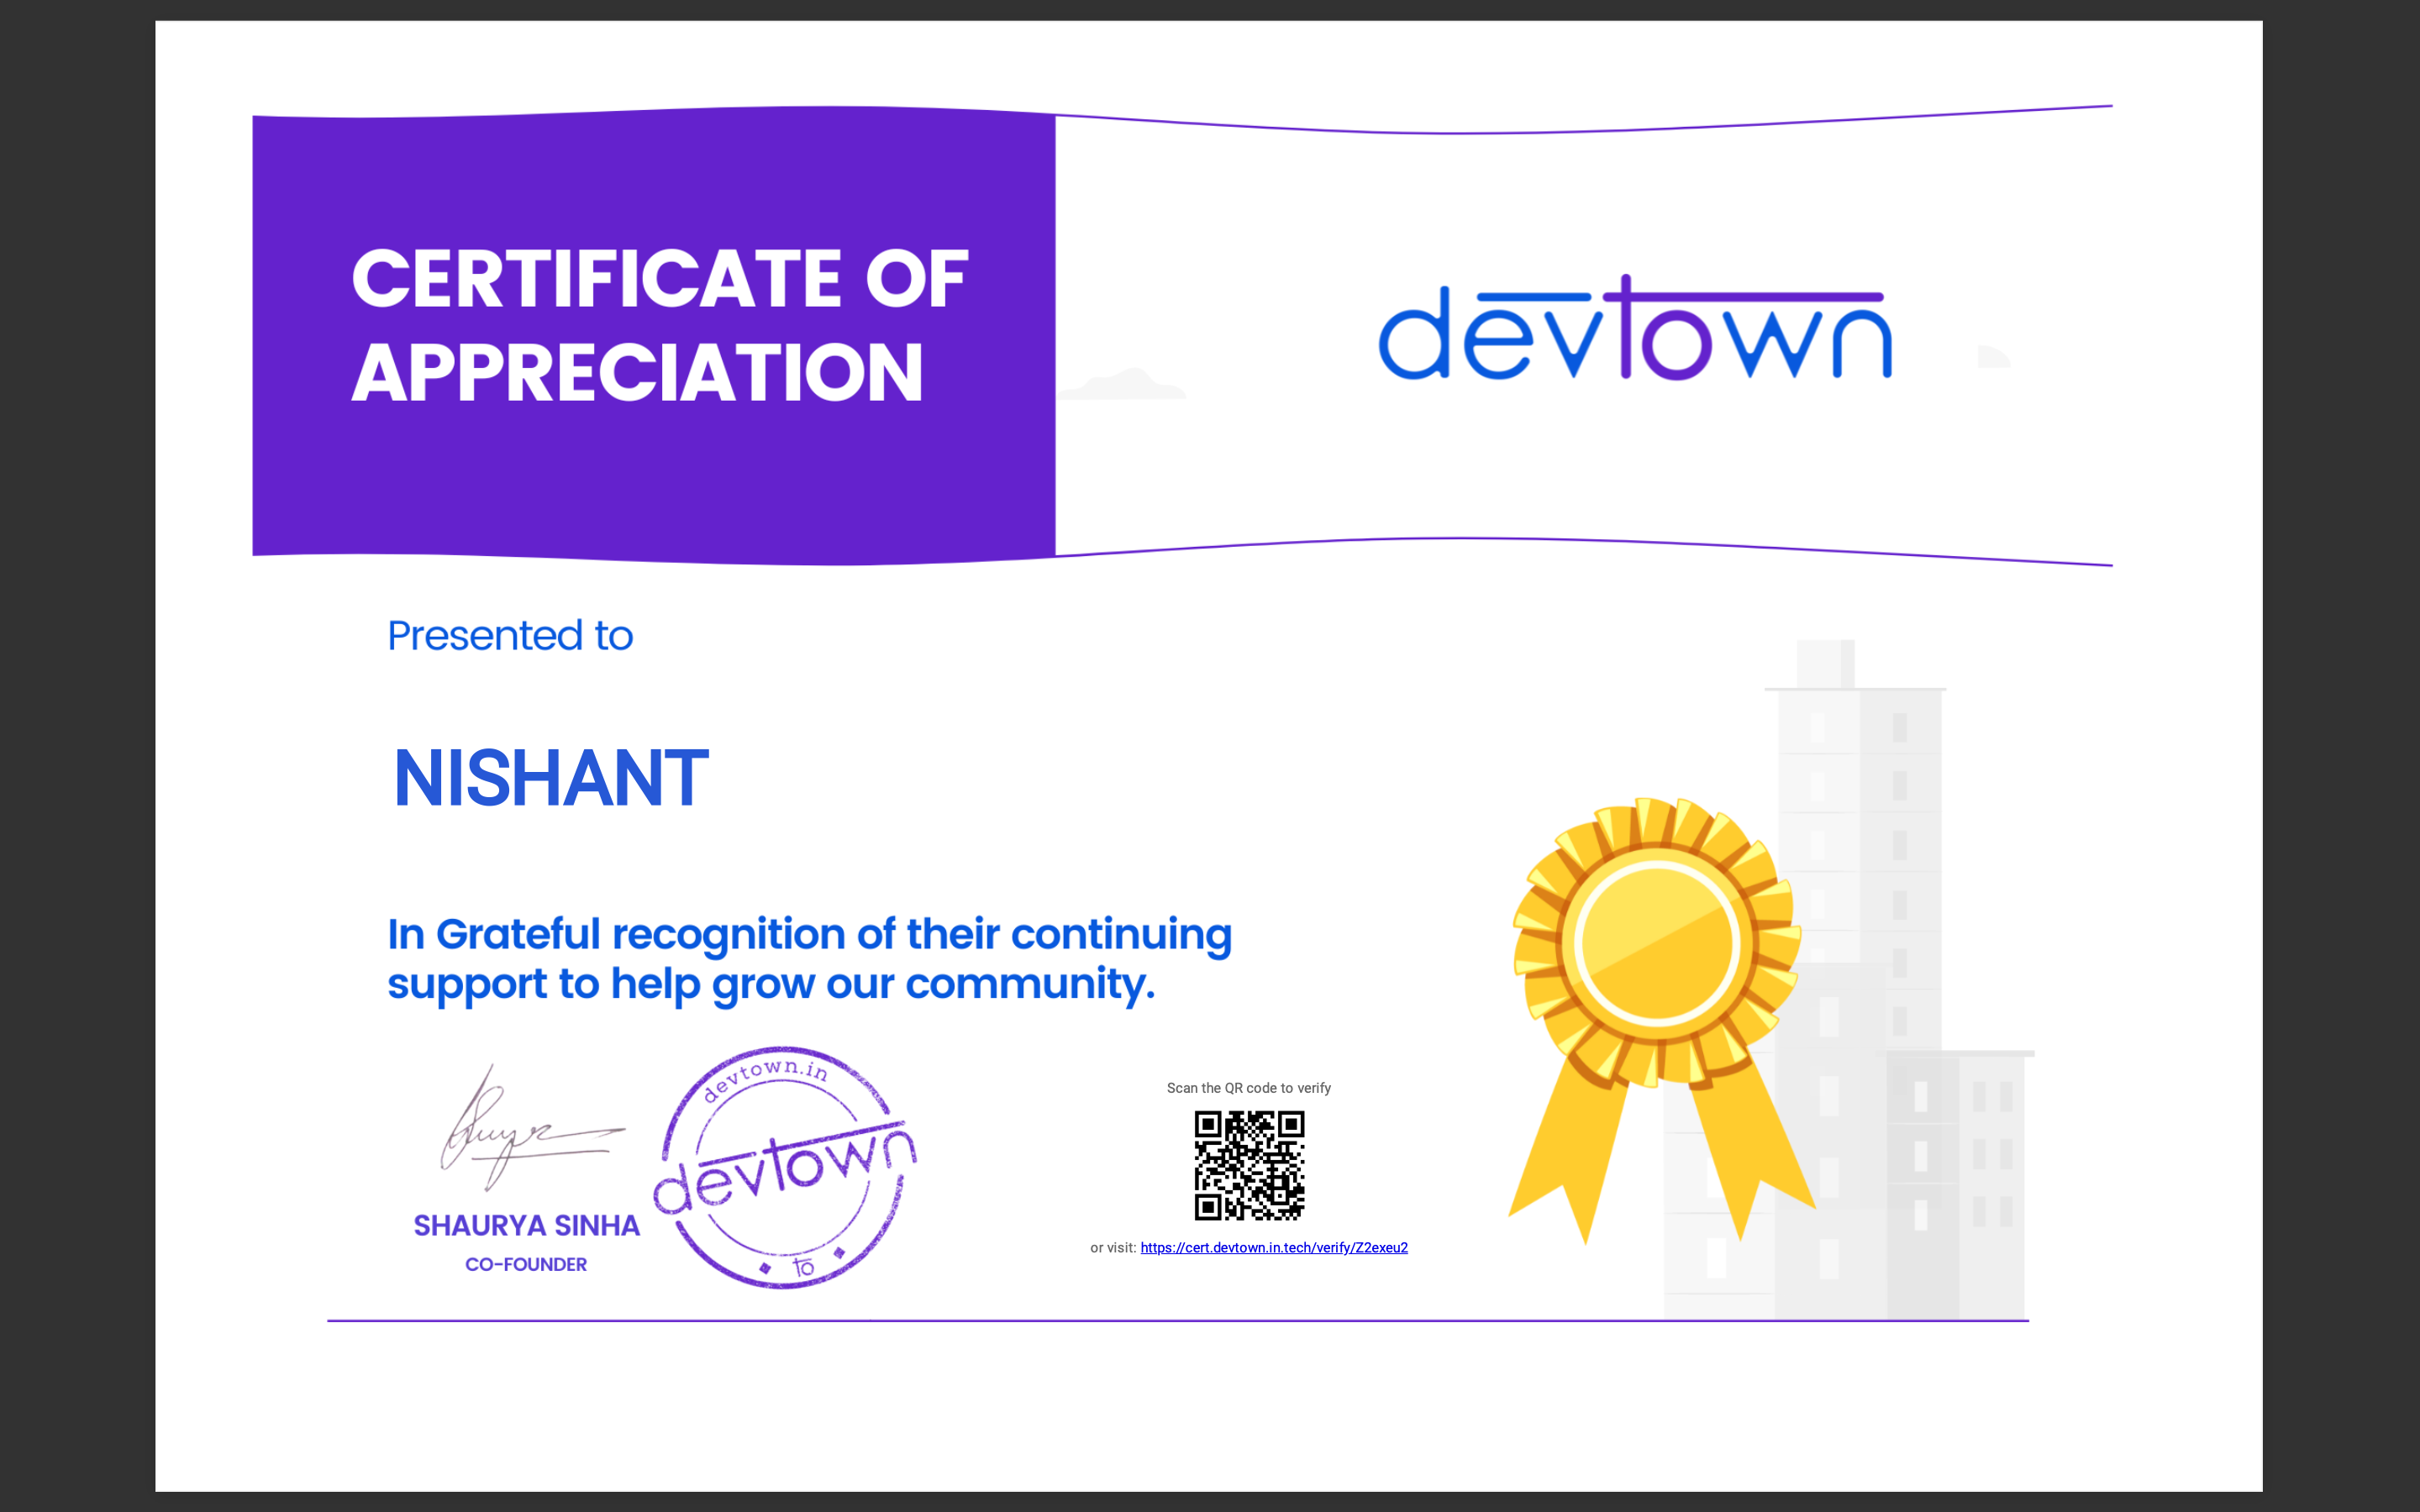 CERTIFICATE OF
APPRECIATION
devtown
Presented to
NISHANT
In Grateful recognition of their continuing
support to help grow our community.
devtown.in
devtown
to
SHAURYA SINHA
CO-FOUNDER
Scan the QR code to verify
or visit: https://cert.devtown.in.tech/verify/Z2exeu2